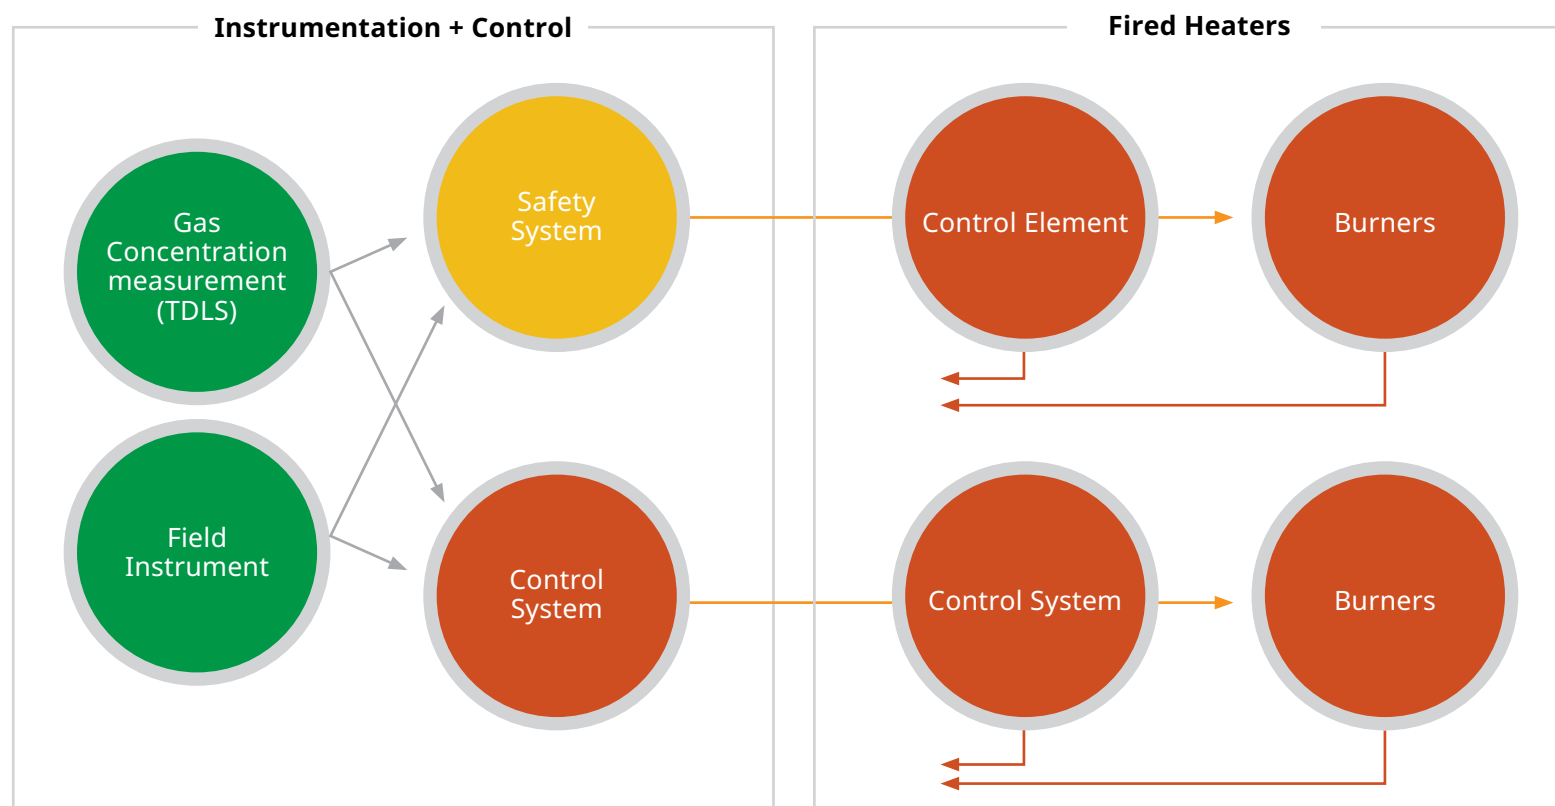 Instrumentation + Control
Fired Heaters
Gas
Concentration
measurement
(TDLS)
Safety
System
Control Element
Burners
Field
Instrument
Control
System
Control System
Burners